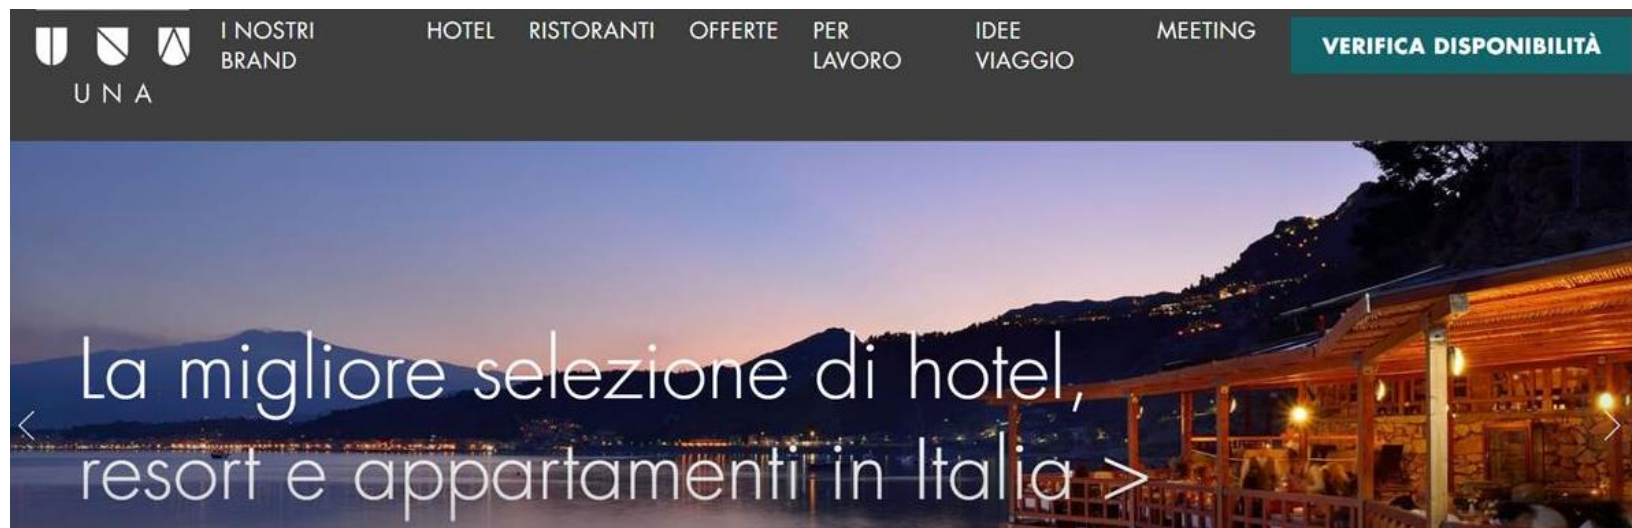 UNA
UNA
I NOSTRI
BRAND
HOTEL
RISTORANTI
OFFERTE
PER
LAVORO
IDEE
VIAGGIO
MEETING
VERIFICA DISPONIBILITÀ
La migliore selezione di hotel,
resort e appartamenti in Italia >